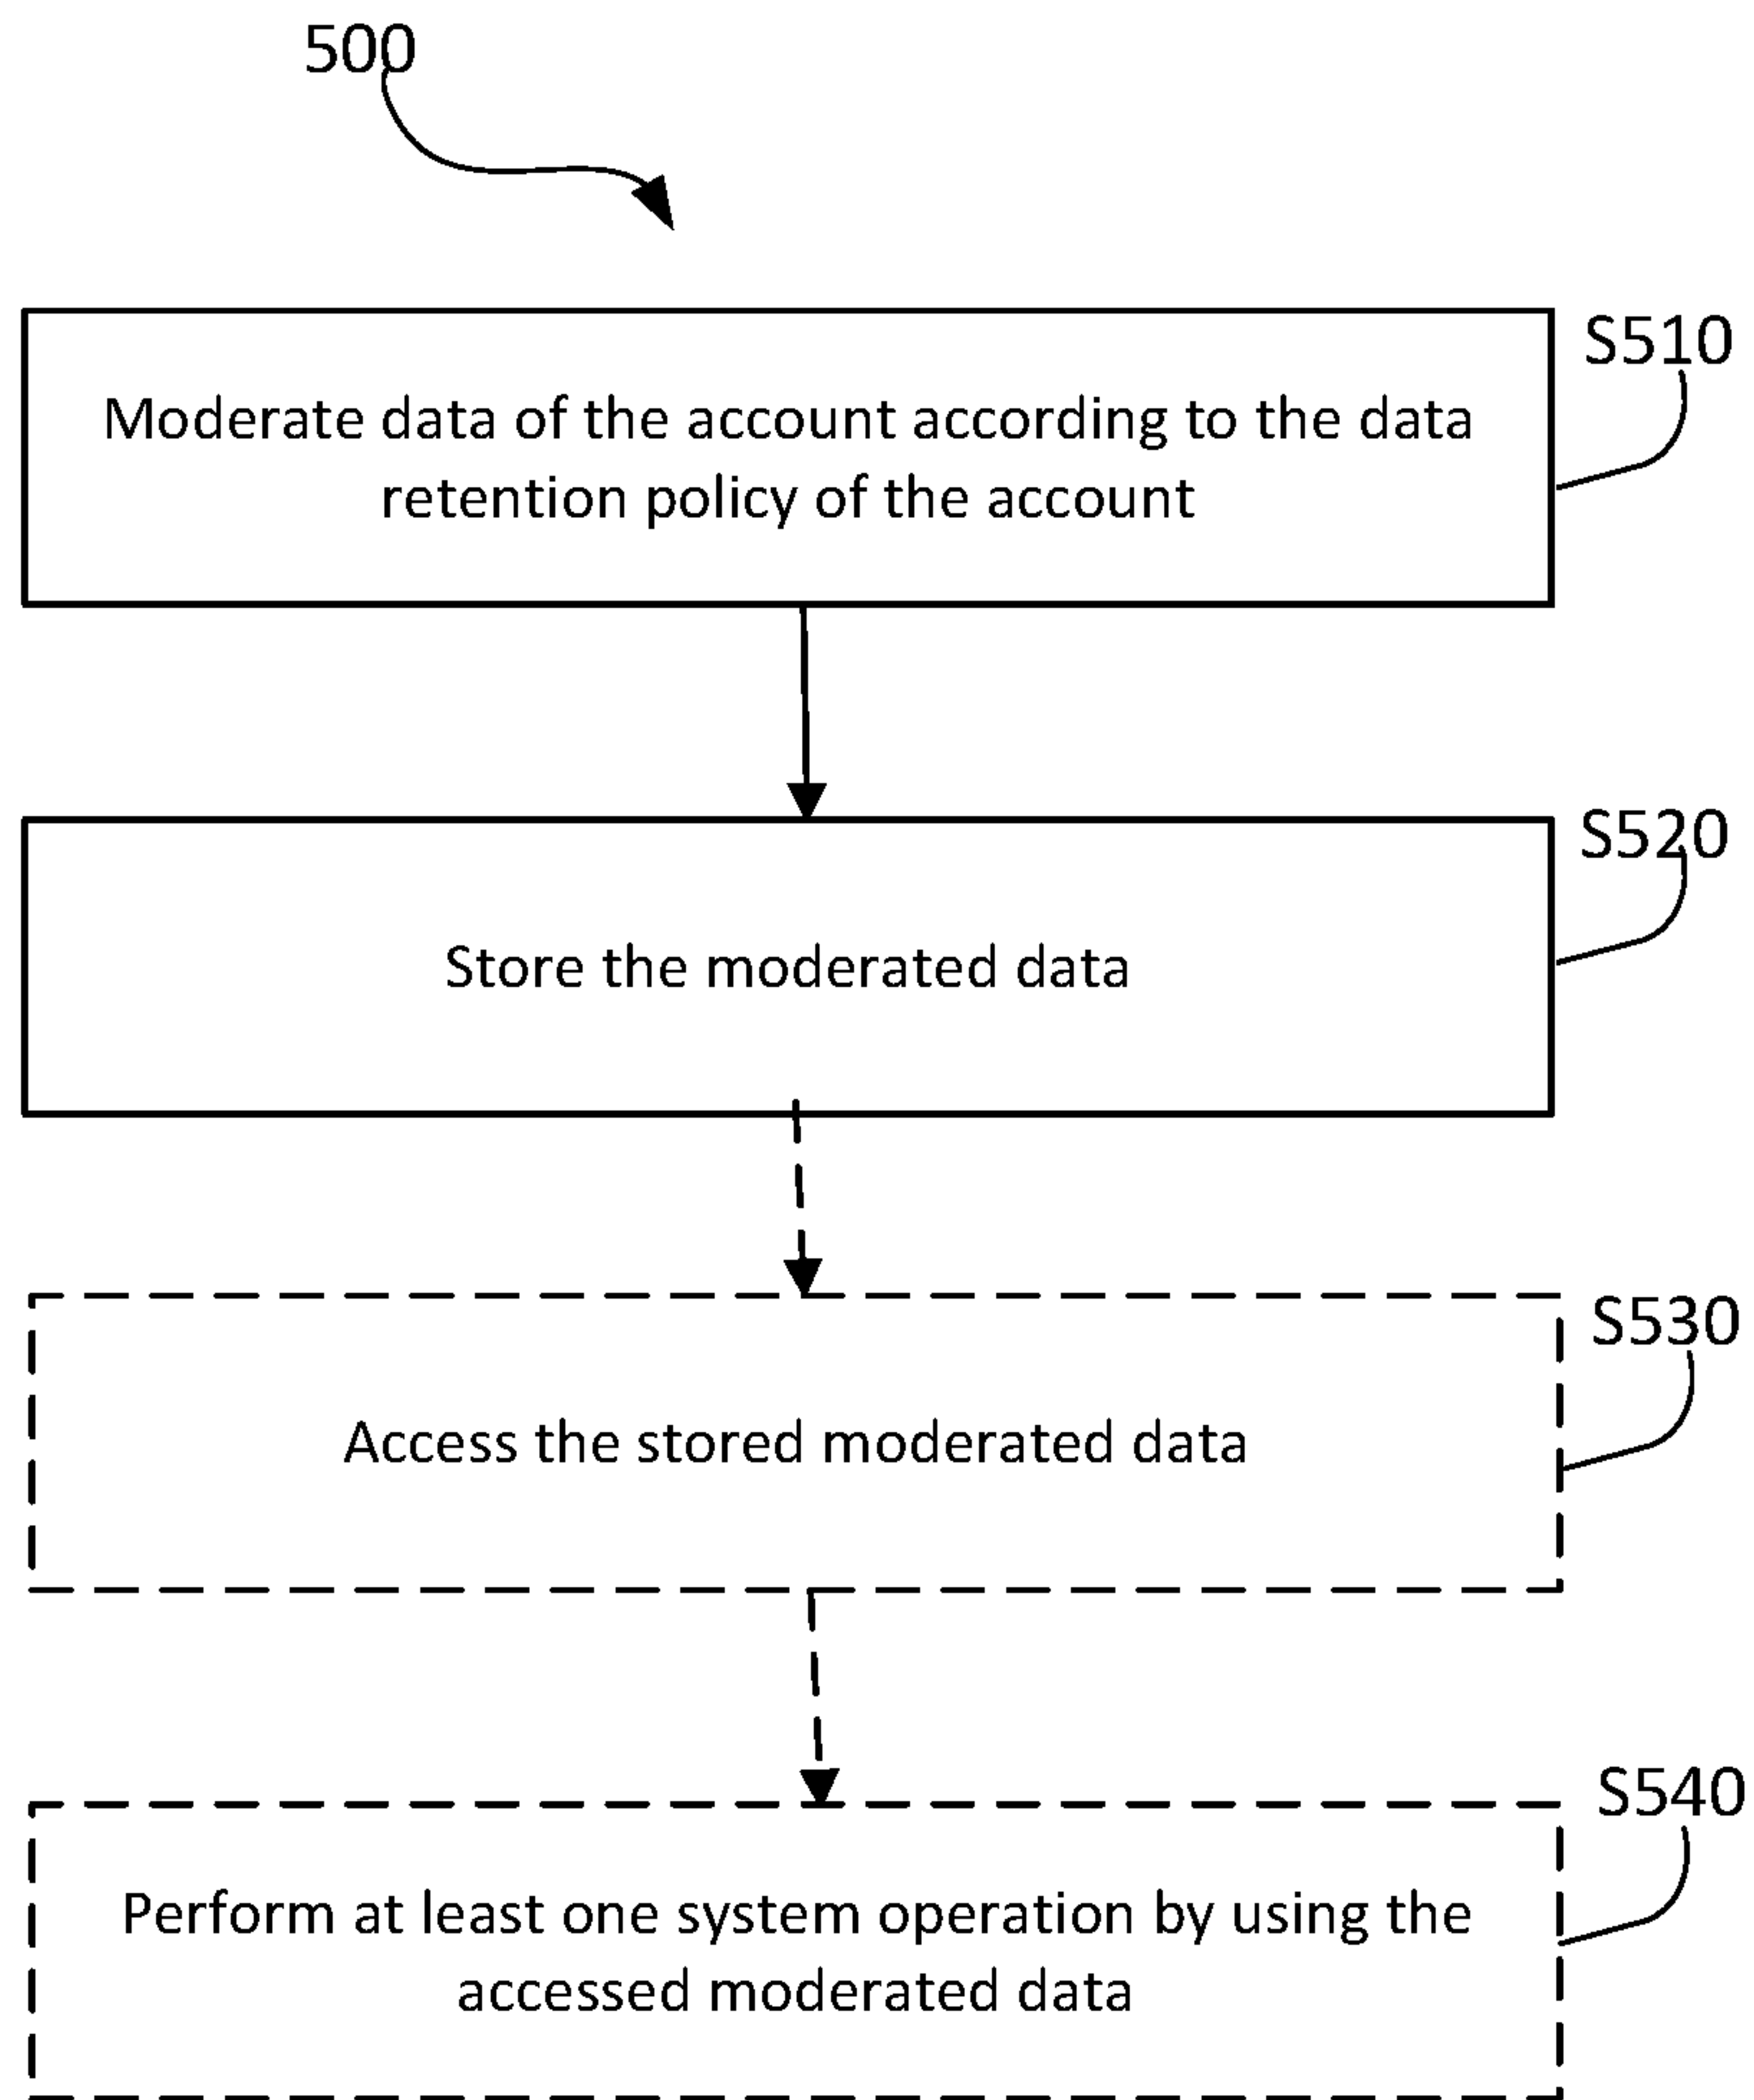 500
S510
Moderate data of the account according to the data
retention policy of the account
S520
Store the moderated data
S530
Access the stored moderated data
S540
Perform at least one system operation by using the
accessed moderated data